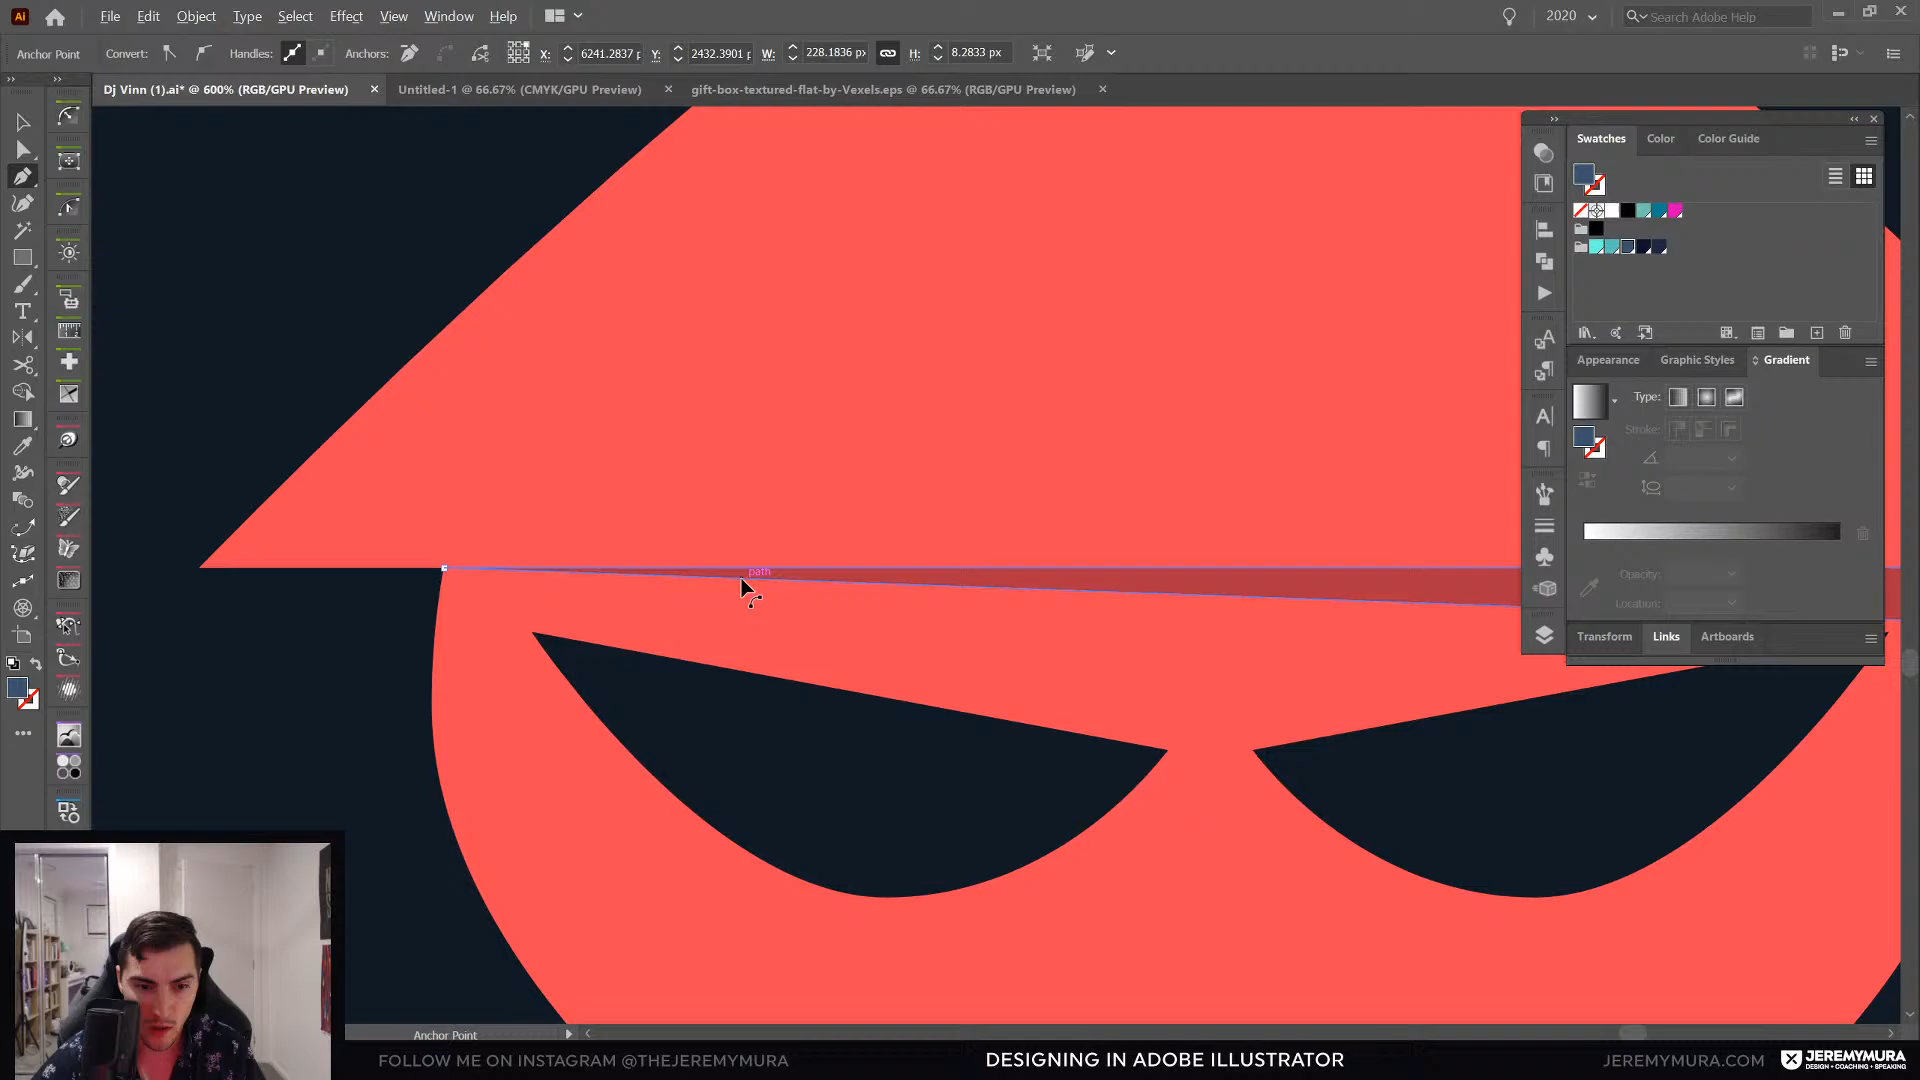 Ai File Edit Object Type Select Effect View Window Help 2020 Search Adobe Help
Anchor Point Convert: Handles: Anchors: X: 6241.2837 p Y: 2432.3901 p W: 228.1836 px H: 8.2833 px
Dj Vinn (1).ai* @ 600% (RGB/GPU Preview) Untitled-1 @ 66.67% (CMYK/GPU Preview) gift-box-textured-flat-by-Vexels.eps @ 66.67% (RGB/GPU Preview)
Swatches Color Color Guide
Appearance Graphic Styles Gradient
Type:
Stroke:
Opacity:
Location:
Transform Links Artboards
path
Anchor Point
FOLLOW ME ON INSTAGRAM @THEJEREMYMURA DESIGNING IN ADOBE ILLUSTRATOR JEREMYMURA.COM JEREMYMURA
DESIGN • COACHING • SPEAKING